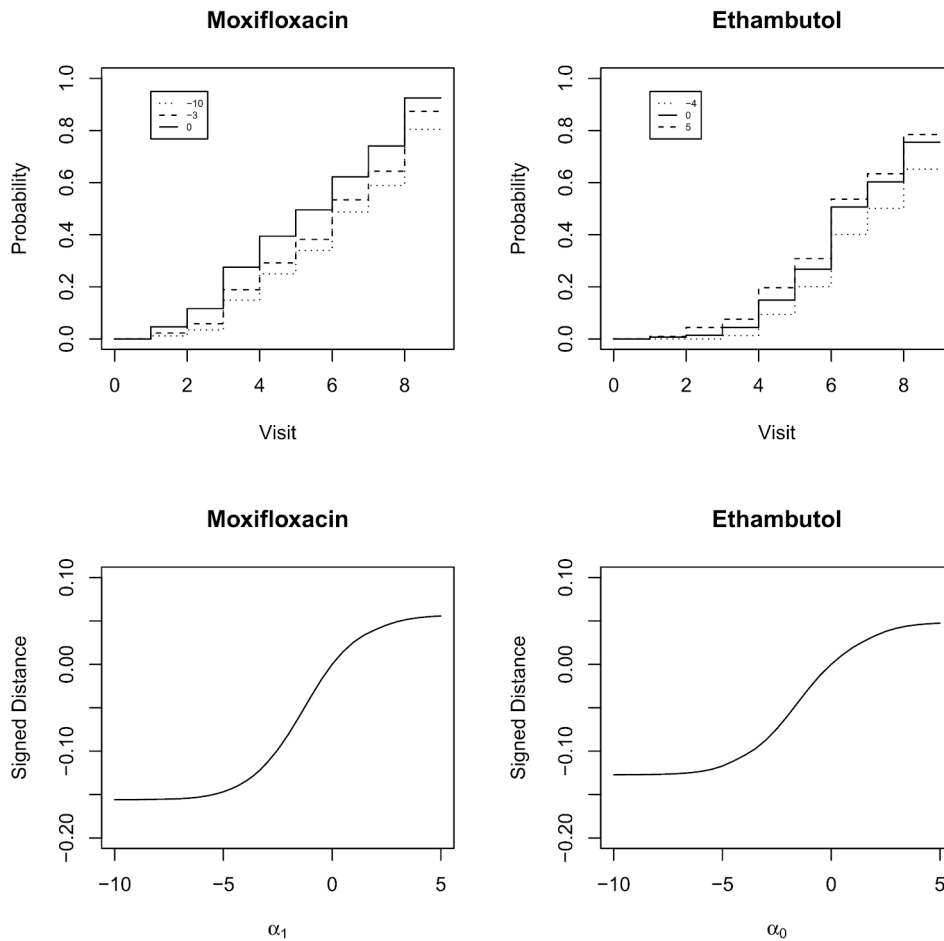 Moxifloxacin
Probability
1.0
0.8
0.6
0.4
0.2
0.0
−10
−3
0
0 2 4 6 8
Visit
Ethambutol
Probability
1.0
0.8
0.6
0.4
0.2
0.0
−4
0
5
0 2 4 6 8
Visit
Moxifloxacin
Signed Distance
0.10
0.00
−0.10
−0.20
−10 −5 0 5
α1
Ethambutol
Signed Distance
0.10
0.00
−0.10
−0.20
−10 −5 0 5
α0